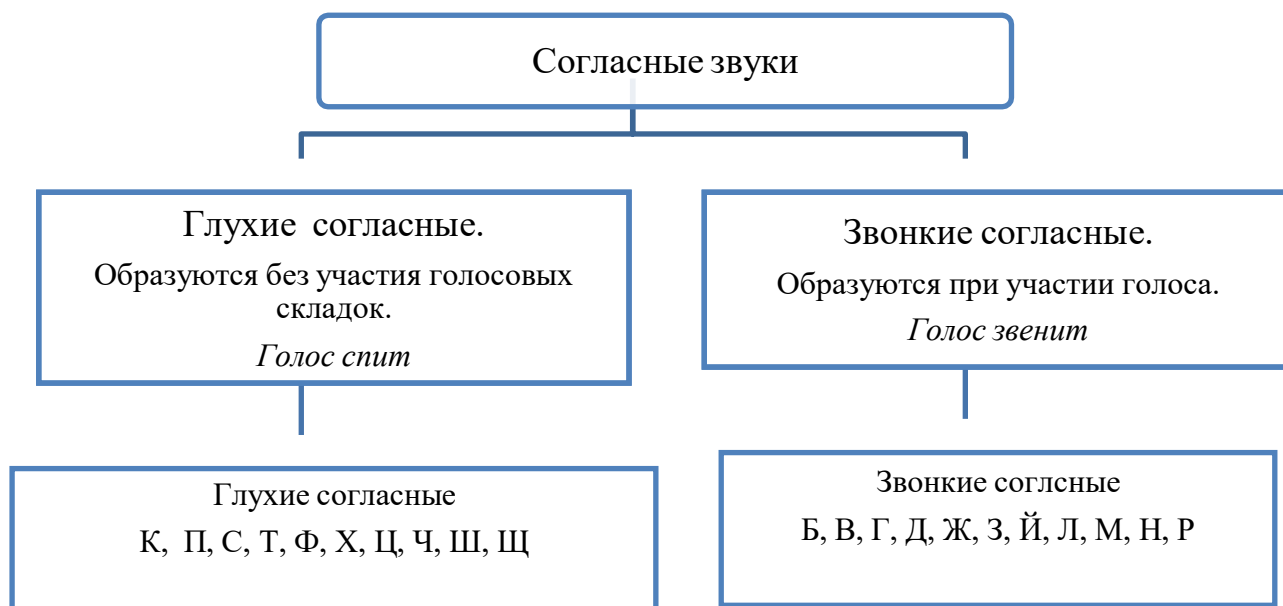 Согласные звуки
Глухие согласные.
Образуются без участия голосовых
складок.
Голос спит
Звонкие согласные.
Образуются при участии голоса.
Голос звенит
Глухие согласные
К, П, С, Т, Ф, Х, Ц, Ч, Ш, Щ
Звонкие соглсные
Б, В, Г, Д, Ж, З, Й, Л, М, Н, Р